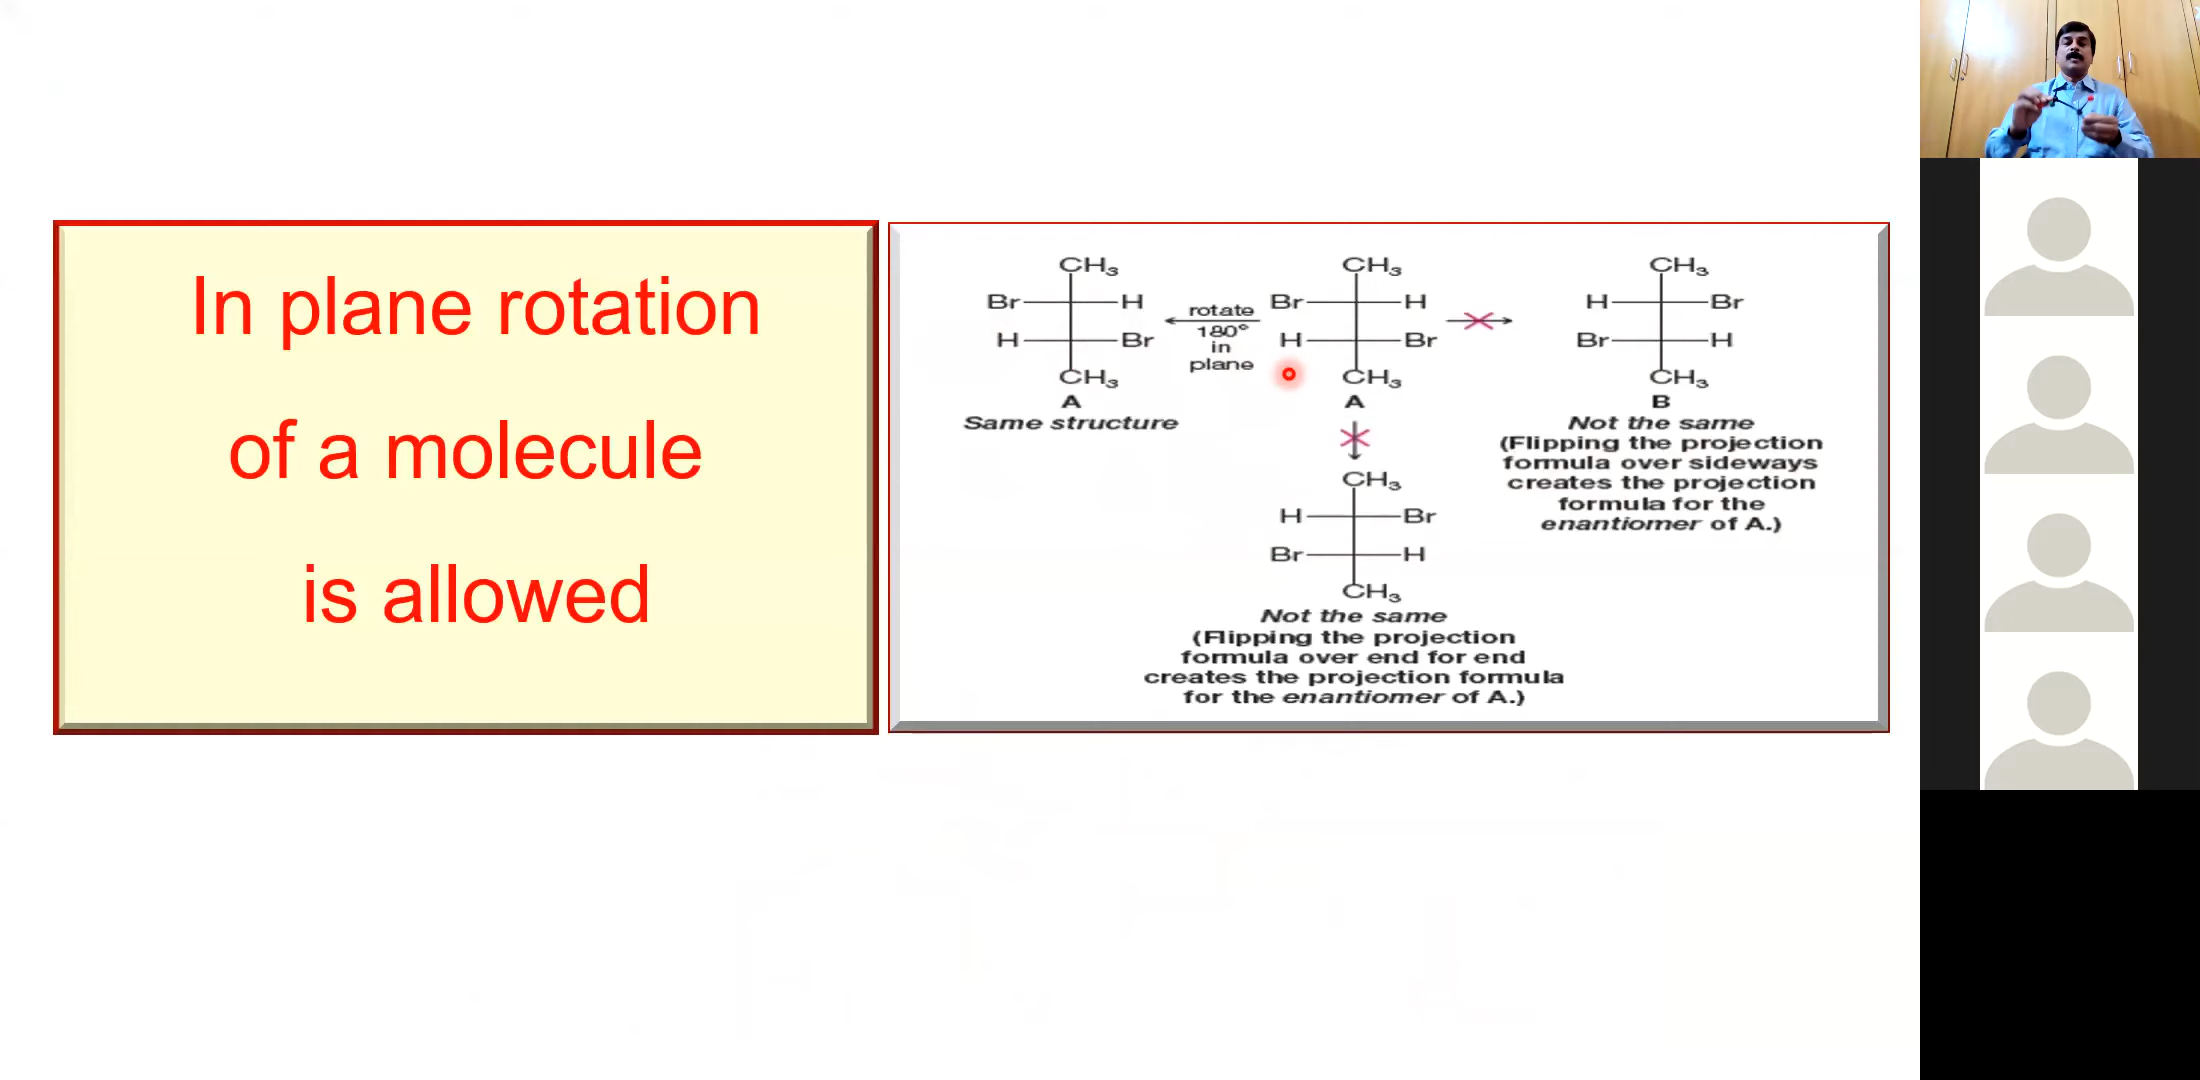 In plane rotation
of a molecule
is allowed
CH₃
Br H
H Br
CH₃
A
Same structure
rotate
180°
in
plane
CH₃
Br H
H Br
CH₃
A
CH₃
H Br
Br H
CH₃
B
Not the same
(Flipping the projection
formula over sideways
creates the projection
formula for the
enantiomer of A.)
CH₃
H Br
Br H
CH₃
Not the same
(Flipping the projection
formula over end for end
creates the projection formula
for the enantiomer of A.)